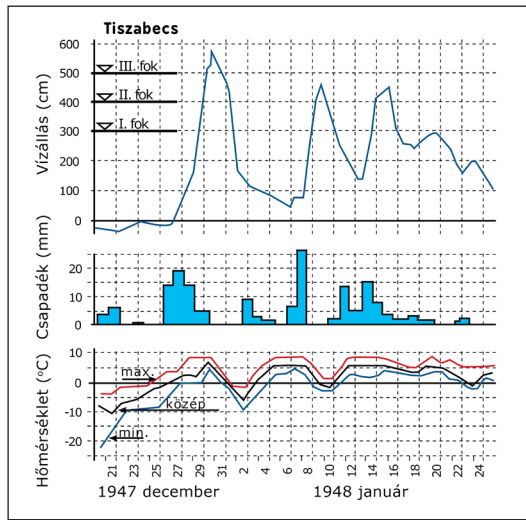 Tiszabecs
Vízállás (cm)
600
500
400
300
200
100
0
III. fok
II. fok
I. fok
Csapadék (mm)
20
10
0
Hőmérséklet (°C)
10
0
-10
-20
máx.
közép
min.
21 23 25 27 29 31 2 4 6 8 10 12 14 16 18 20 22 24
1947 december 1948 január